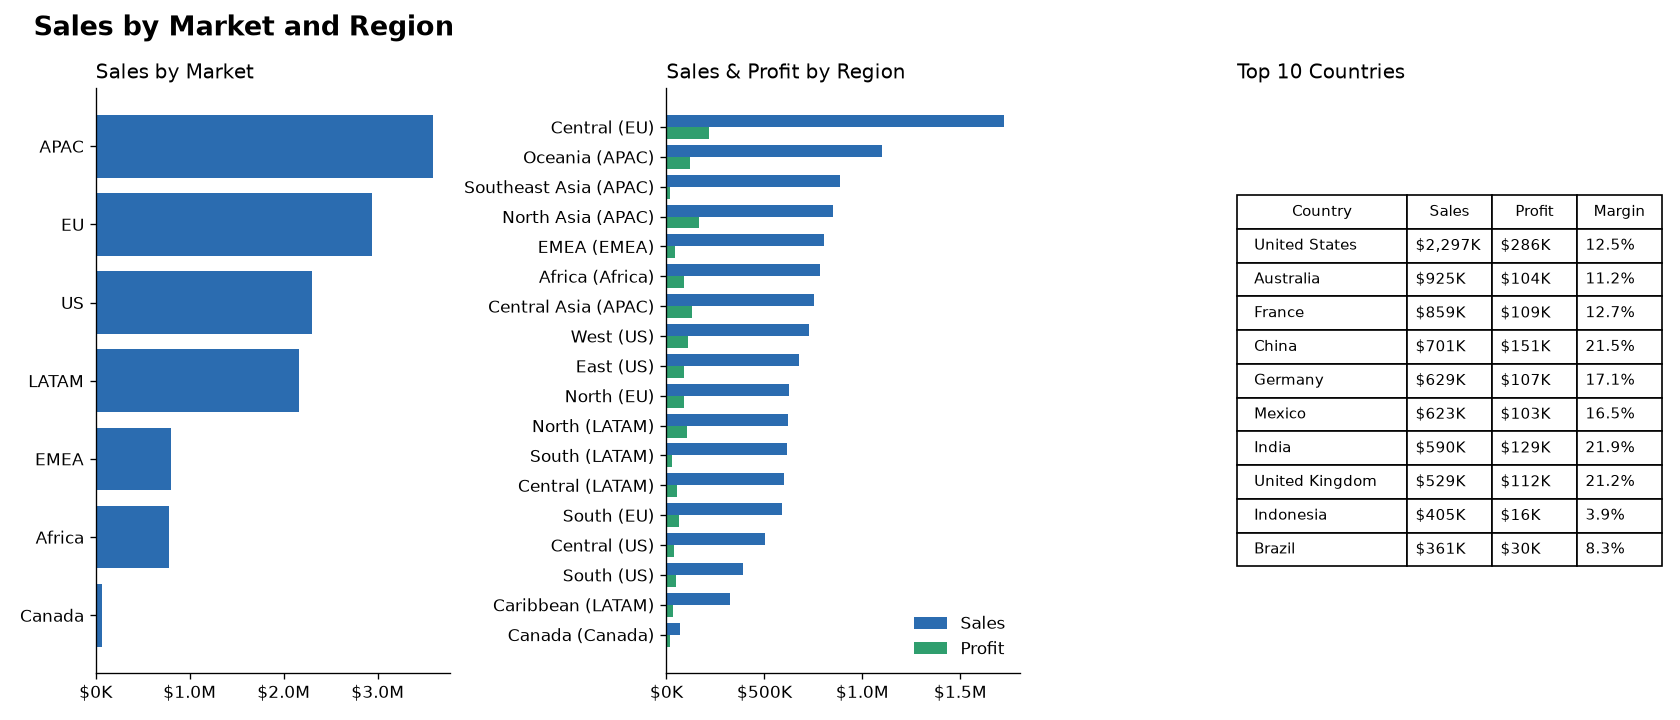 Sales by Market and Region
Sales by Market
APAC
EU
US
LATAM
EMEA
Africa
Canada
$0K $1.0M $2.0M $3.0M
Sales & Profit by Region
Central (EU)
Oceania (APAC)
Southeast Asia (APAC)
North Asia (APAC)
EMEA (EMEA)
Africa (Africa)
Central Asia (APAC)
West (US)
East (US)
North (EU)
North (LATAM)
South (LATAM)
Central (LATAM)
South (EU)
Central (US)
South (US)
Caribbean (LATAM)
Canada (Canada)
$0K $500K $1.0M $1.5M
Sales
Profit
Top 10 Countries
Country Sales Profit Margin
United States $2,297K $286K 12.5%
Australia $925K $104K 11.2%
France $859K $109K 12.7%
China $701K $151K 21.5%
Germany $629K $107K 17.1%
Mexico $623K $103K 16.5%
India $590K $129K 21.9%
United Kingdom $529K $112K 21.2%
Indonesia $405K $16K 3.9%
Brazil $361K $30K 8.3%